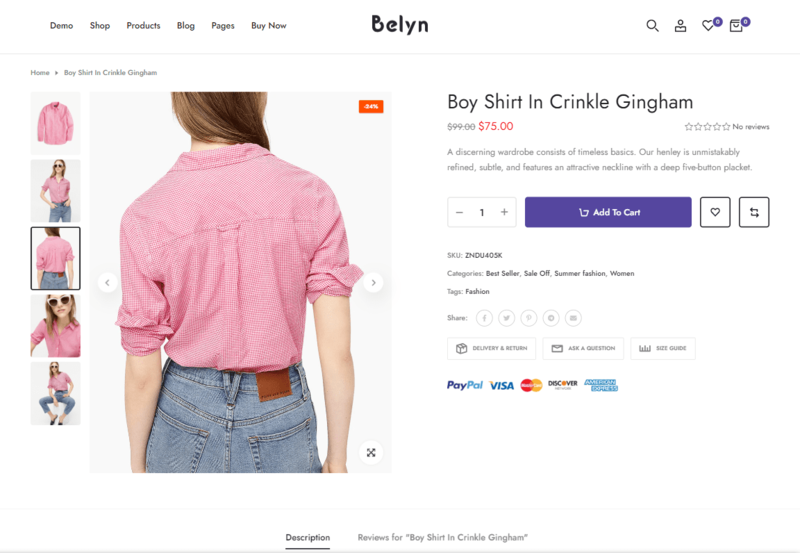 Demo Shop Products Blog Pages Buy Now
Belyn
0 0
Home Boy Shirt In Crinkle Gingham
-24%
Boy Shirt In Crinkle Gingham
$99.00 $75.00
No reviews
A discerning wardrobe consists of timeless basics. Our henley is unmistakably
refined, subtle, and features an attractive neckline with a deep five-button placket.
1
Add To Cart
SKU: ZNDU405K
Categories: Best Seller, Sale Off, Summer fashion, Women
Tags: Fashion
Share:
DELIVERY & RETURN ASK A QUESTION SIZE GUIDE
PayPal VISA MasterCard DISCOVER AMERICAN EXPRESS
Description Reviews for "Boy Shirt In Crinkle Gingham"